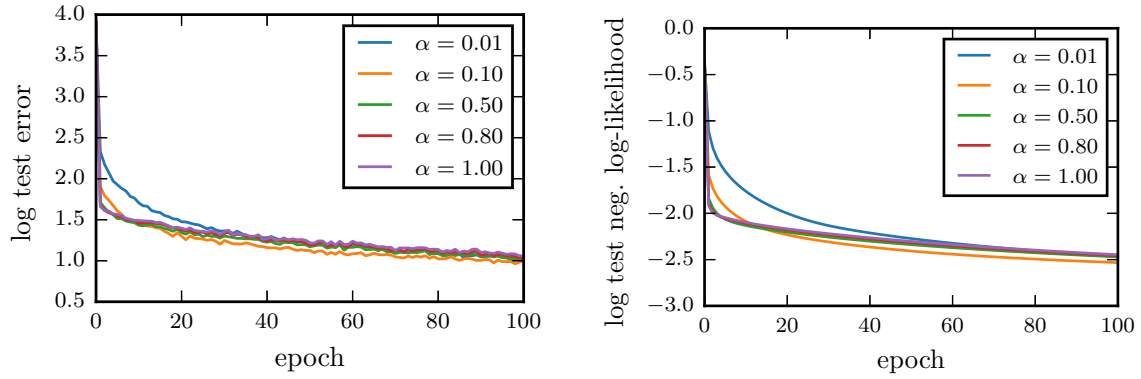 log test error
4.0
3.5
3.0
2.5
2.0
1.5
1.0
0.5
0 20 40 60 80 100
epoch
α = 0.01
α = 0.10
α = 0.50
α = 0.80
α = 1.00
log test neg. log-likelihood
−0.0
−0.5
−1.0
−1.5
−2.0
−2.5
−3.0
0 20 40 60 80 100
epoch
α = 0.01
α = 0.10
α = 0.50
α = 0.80
α = 1.00